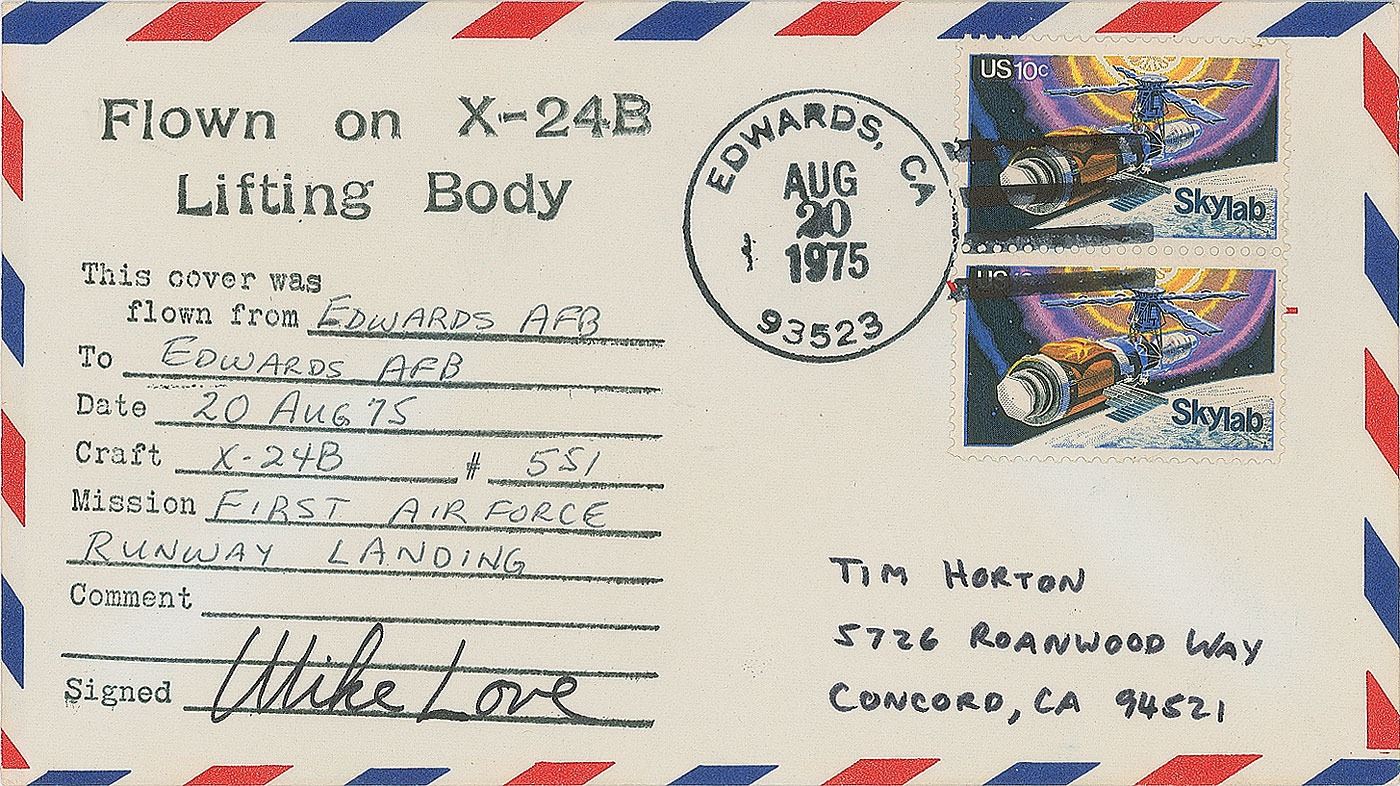 Flown on X-24B
Lifting Body
This cover was
flown from EDWARDS AFB
To EDWARDS AFB
Date 20 AUG 75
Craft X-24B # 551
Mission FIRST AIR FORCE
RUNWAY LANDING
Comment
Signed Mike Love
EDWARDS, CA
AUG
20
1975
93523
US 10c
Skylab
US
Skylab
TIM HORTON
5726 ROANWOOD WAY
CONCORD, CA 94521